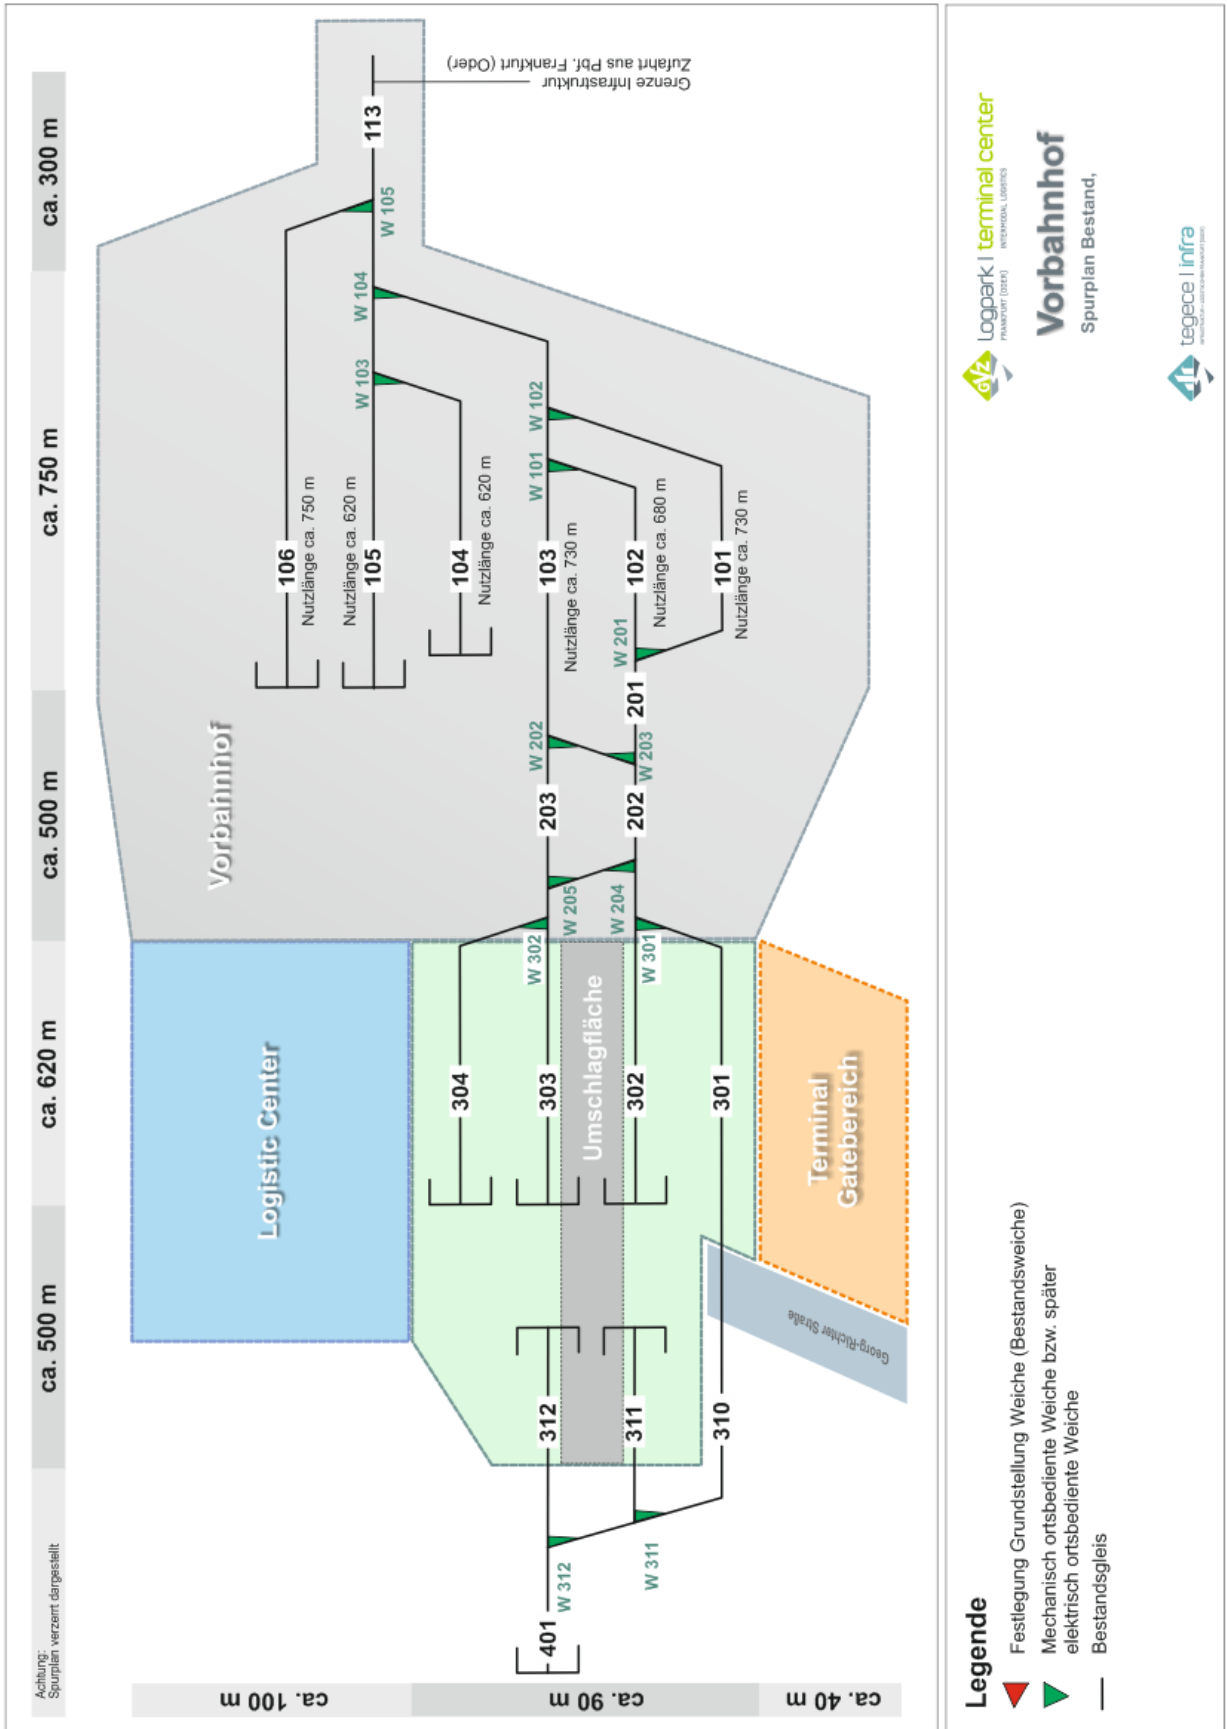 Achtung:
Spurplan verzerrt dargestellt
ca. 500 m
ca. 620 m
ca. 500 m
ca. 750 m
ca. 300 m
ca. 100 m
ca. 90 m
ca. 40 m
Logistic Center
Vorbahnhof
Umschlagfläche
Terminal
Gatebereich
Georg-Richter Straße
Grenze Infrastruktur
Zufahrt aus Pbf. Frankfurt (Oder)
113
W 105
W 104
W 103
W 102
W 101
106
Nutzlänge ca. 750 m
Nutzlänge ca. 620 m
105
104
Nutzlänge ca. 620 m
103
Nutzlänge ca. 730 m
102
Nutzlänge ca. 680 m
101
Nutzlänge ca. 730 m
W 201
201
W 202
W 203
203
202
W 205
W 204
W 302
W 301
304
303
302
301
312
311
310
W 312
W 311
401
Legende
Festlegung Grundstellung Weiche (Bestandsweiche)
Mechanisch ortsbediente Weiche bzw. später
elektrisch ortsbediente Weiche
Bestandsgleis
GVZ
Logpark | terminal center
FRANKFURT (ODER) INTERMODAL LOGISTICS
Vorbahnhof
Spurplan Bestand,
tegece | infra